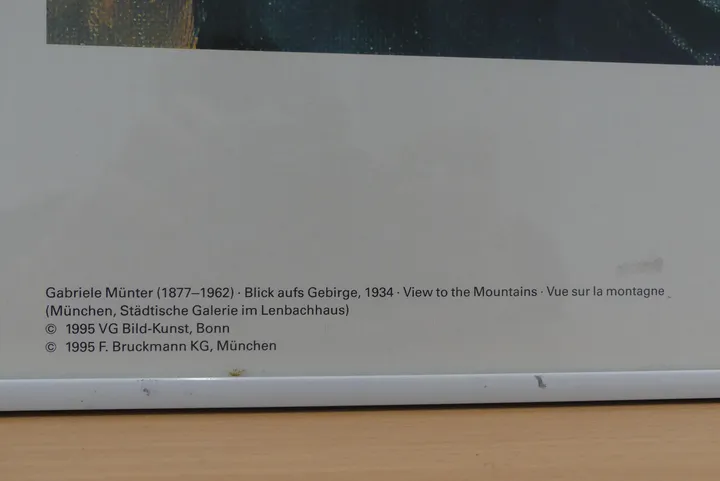 Gabriele Münter (1877–1962) · Blick aufs Gebirge, 1934 · View to the Mountains · Vue sur la montagne
(München, Städtische Galerie im Lenbachhaus)
© 1995 VG Bild-Kunst, Bonn
© 1995 F. Bruckmann KG, München